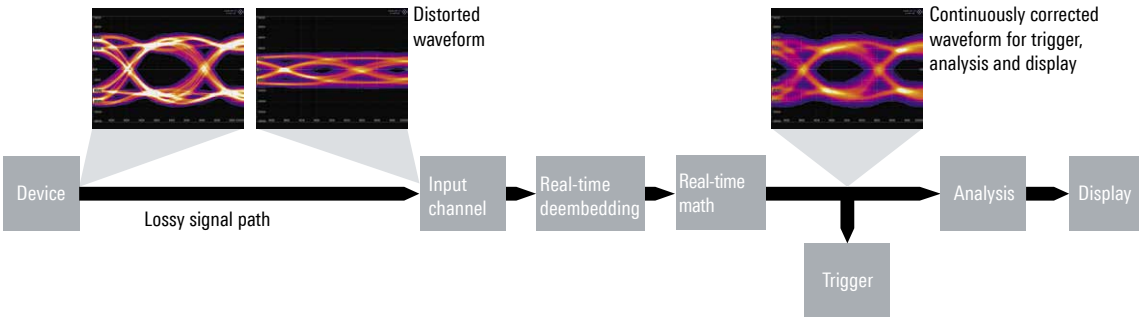 Distorted
waveform
Continuously corrected
waveform for trigger,
analysis and display
Device
Lossy signal path
Input
channel
Real-time
deembedding
Real-time
math
Analysis
Display
Trigger